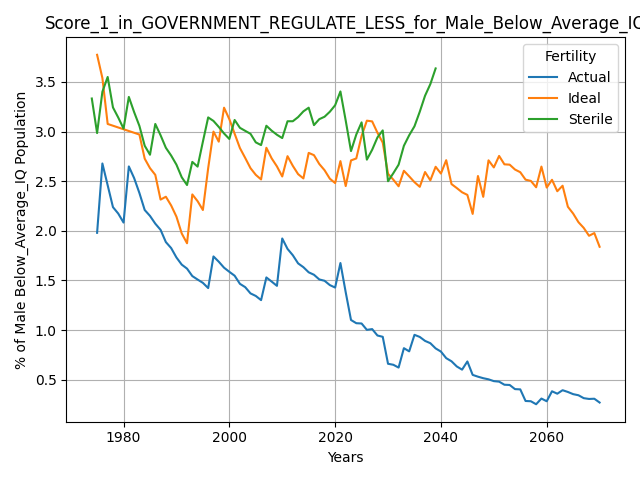 Score_1_in_GOVERNMENT_REGULATE_LESS_for_Male_Below_Average_IQ
Fertility
Actual
Ideal
Sterile
% of Male Below_Average_IQ Population
3.5
3.0
2.5
2.0
1.5
1.0
0.5
1980 2000 2020 2040 2060
Years